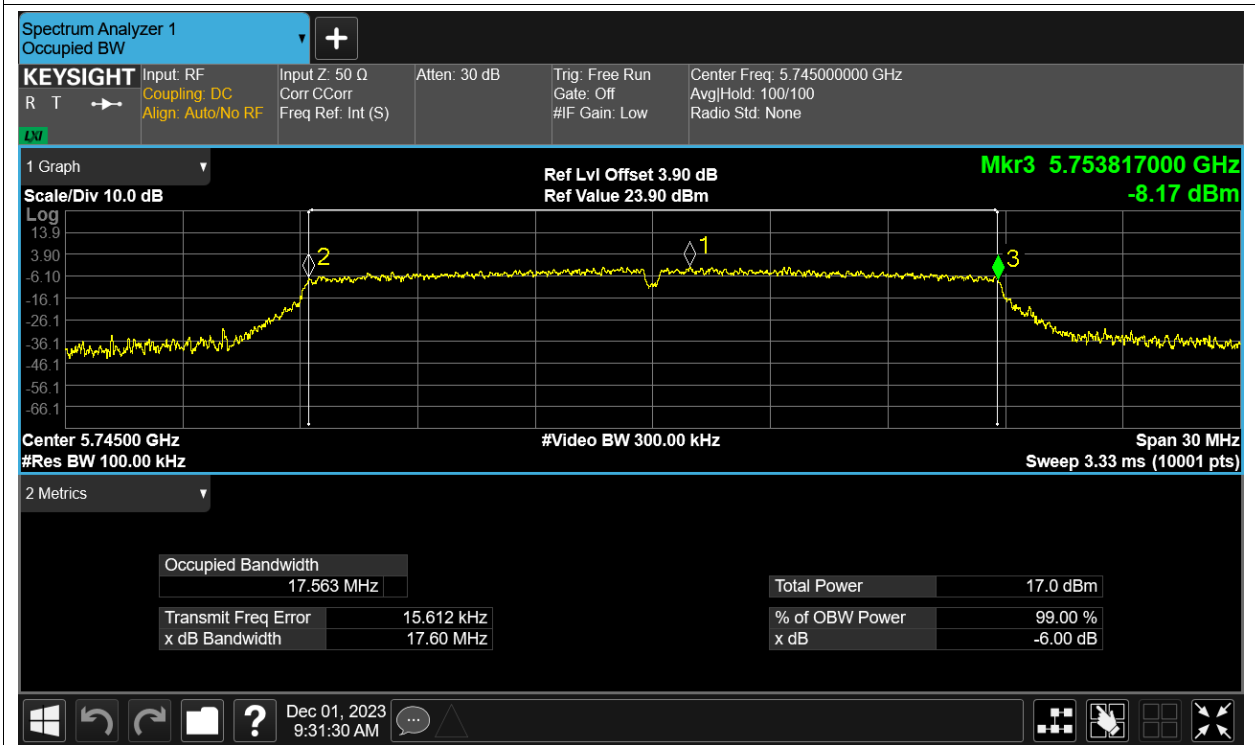 Spectrum Analyzer 1
Occupied BW
KEYSIGHT
R T
LXI
Input: RF
Coupling: DC
Align: Auto/No RF
Input Z: 50 Ω
Corr CCorr
Freq Ref: Int (S)
Atten: 30 dB
Trig: Free Run
Gate: Off
#IF Gain: Low
Center Freq: 5.745000000 GHz
Avg|Hold: 100/100
Radio Std: None
1 Graph
Scale/Div 10.0 dB
Ref Lvl Offset 3.90 dB
Ref Value 23.90 dBm
Mkr3 5.753817000 GHz
-8.17 dBm
Log
13.9
3.90
-6.10
-16.1
-26.1
-36.1
-46.1
-56.1
-66.1
2
1
3
Center 5.74500 GHz
#Video BW 300.00 kHz
Span 30 MHz
#Res BW 100.00 kHz
Sweep 3.33 ms (10001 pts)
2 Metrics
Occupied Bandwidth
17.563 MHz
Transmit Freq Error 15.612 kHz
x dB Bandwidth 17.60 MHz
Total Power 17.0 dBm
% of OBW Power 99.00 %
x dB -6.00 dB
?
Dec 01, 2023
9:31:30 AM